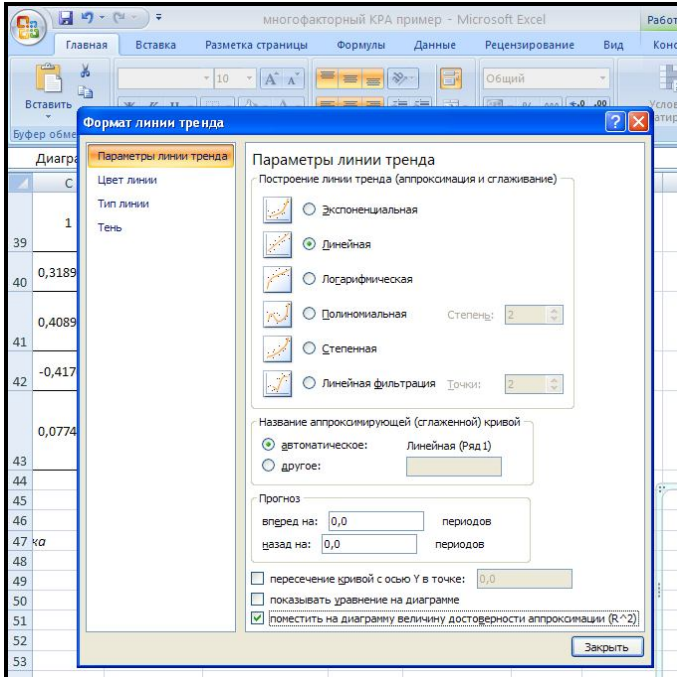 многофакторный КРА пример - Microsoft Excel
Работ
Главная Вставка Разметка страницы Формулы Данные Рецензирование Вид Конс
Вставить
10
Общий
Ж К Ч
% 000
Услов
Буфер обме
Диагра
Формат линии тренда
Параметры линии тренда
Цвет линии
Тип линии
Тень
Параметры линии тренда
Построение линии тренда (аппроксимация и сглаживание)
Экспоненциальная
Линейная
Логарифмическая
Полиномиальная Степень: 2
Степенная
Линейная фильтрация Точки: 2
Название аппроксимирующей (сглаженной) кривой
автоматическое: Линейная (Ряд1)
другое:
Прогноз
вперед на: 0,0 периодов
назад на: 0,0 периодов
пересечение кривой с осью Y в точке: 0,0
показывать уравнение на диаграмме
поместить на диаграмму величину достоверности аппроксимации (R^2)
Закрыть
C
39 1
40 0,3189
41 0,4089
42 -0,417
43 0,0774
44
45
46
47 ка
48
49
50
51
52
53